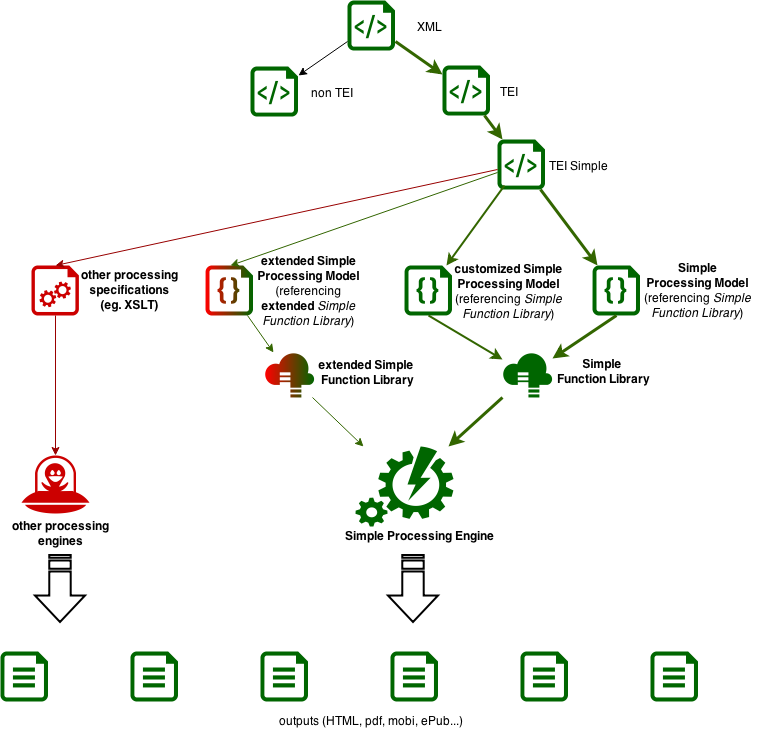 XML
non TEI
TEI
TEI Simple
other processing
specifications
(eg. XSLT)
extended Simple
Processing Model
(referencing
extended Simple
Function Library)
customized Simple
Processing Model
(referencing Simple
Function Library)
Simple
Processing Model
(referencing Simple
Function Library)
extended Simple
Function Library
Simple
Function Library
other processing
engines
Simple Processing Engine
outputs (HTML, pdf, mobi, ePub...)